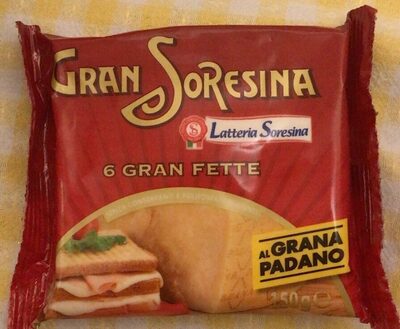 GRAN SORESINA
Latteria Soresina
6 GRAN FETTE
AL GRANA
PADANO
150g